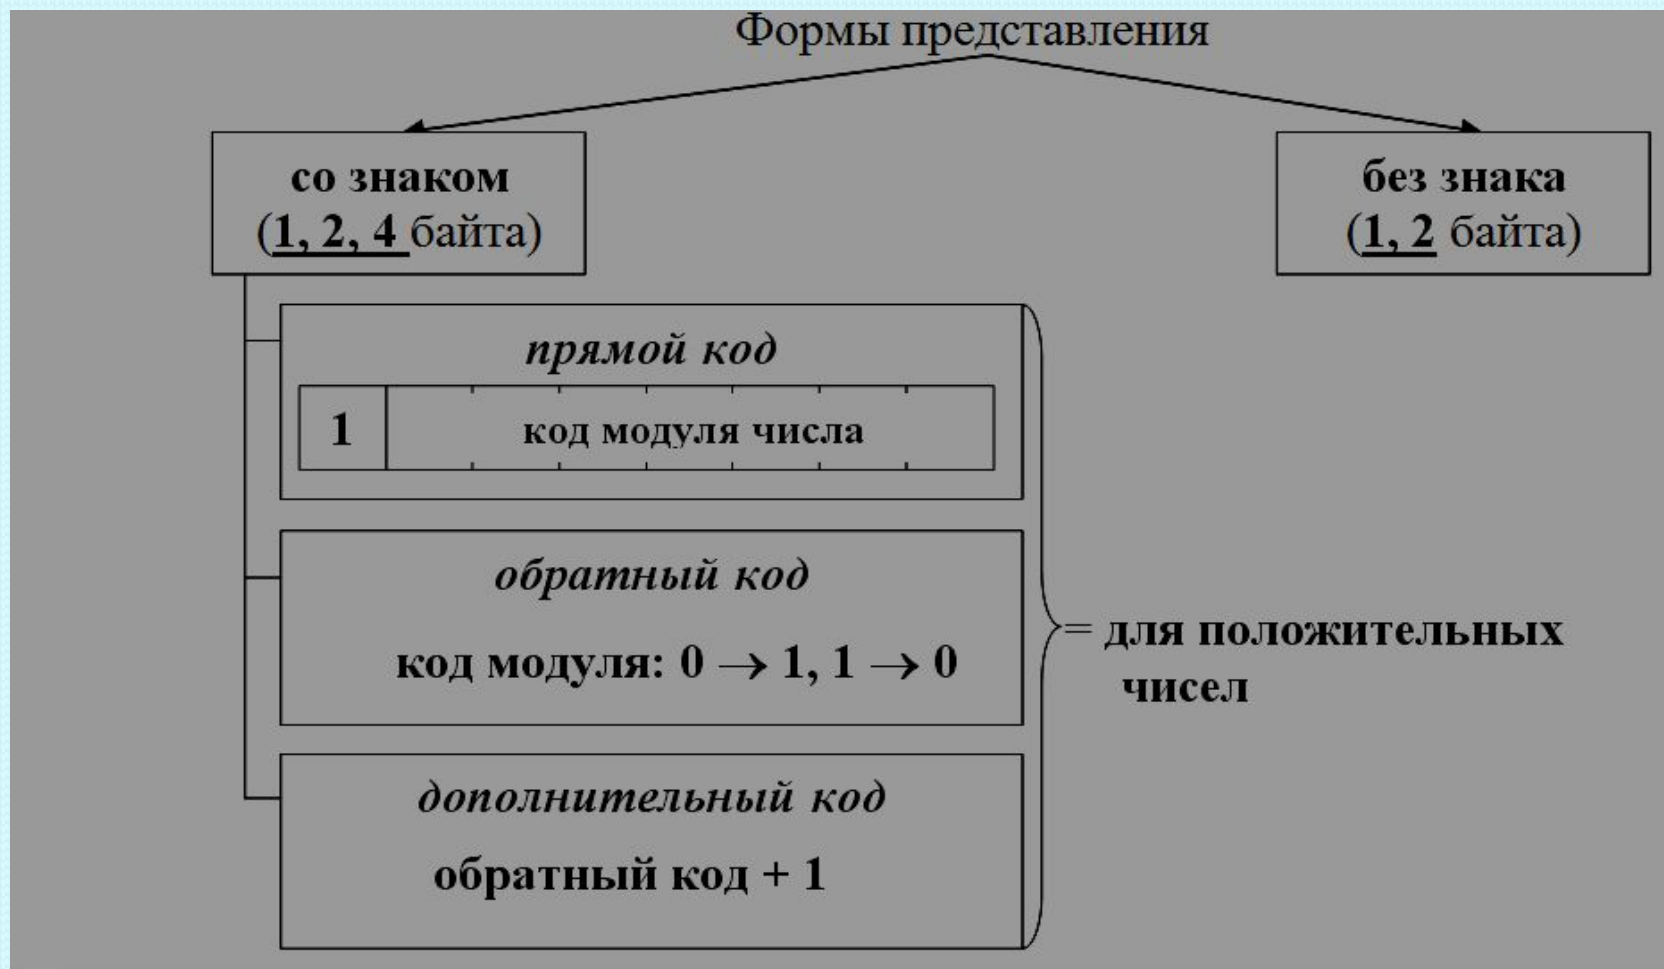 Формы представления
со знаком
(1, 2, 4 байта)
без знака
(1, 2 байта)
прямой код
1
код модуля числа
обратный код
код модуля: 0 → 1, 1 → 0
= для положительных
чисел
дополнительный код
обратный код + 1